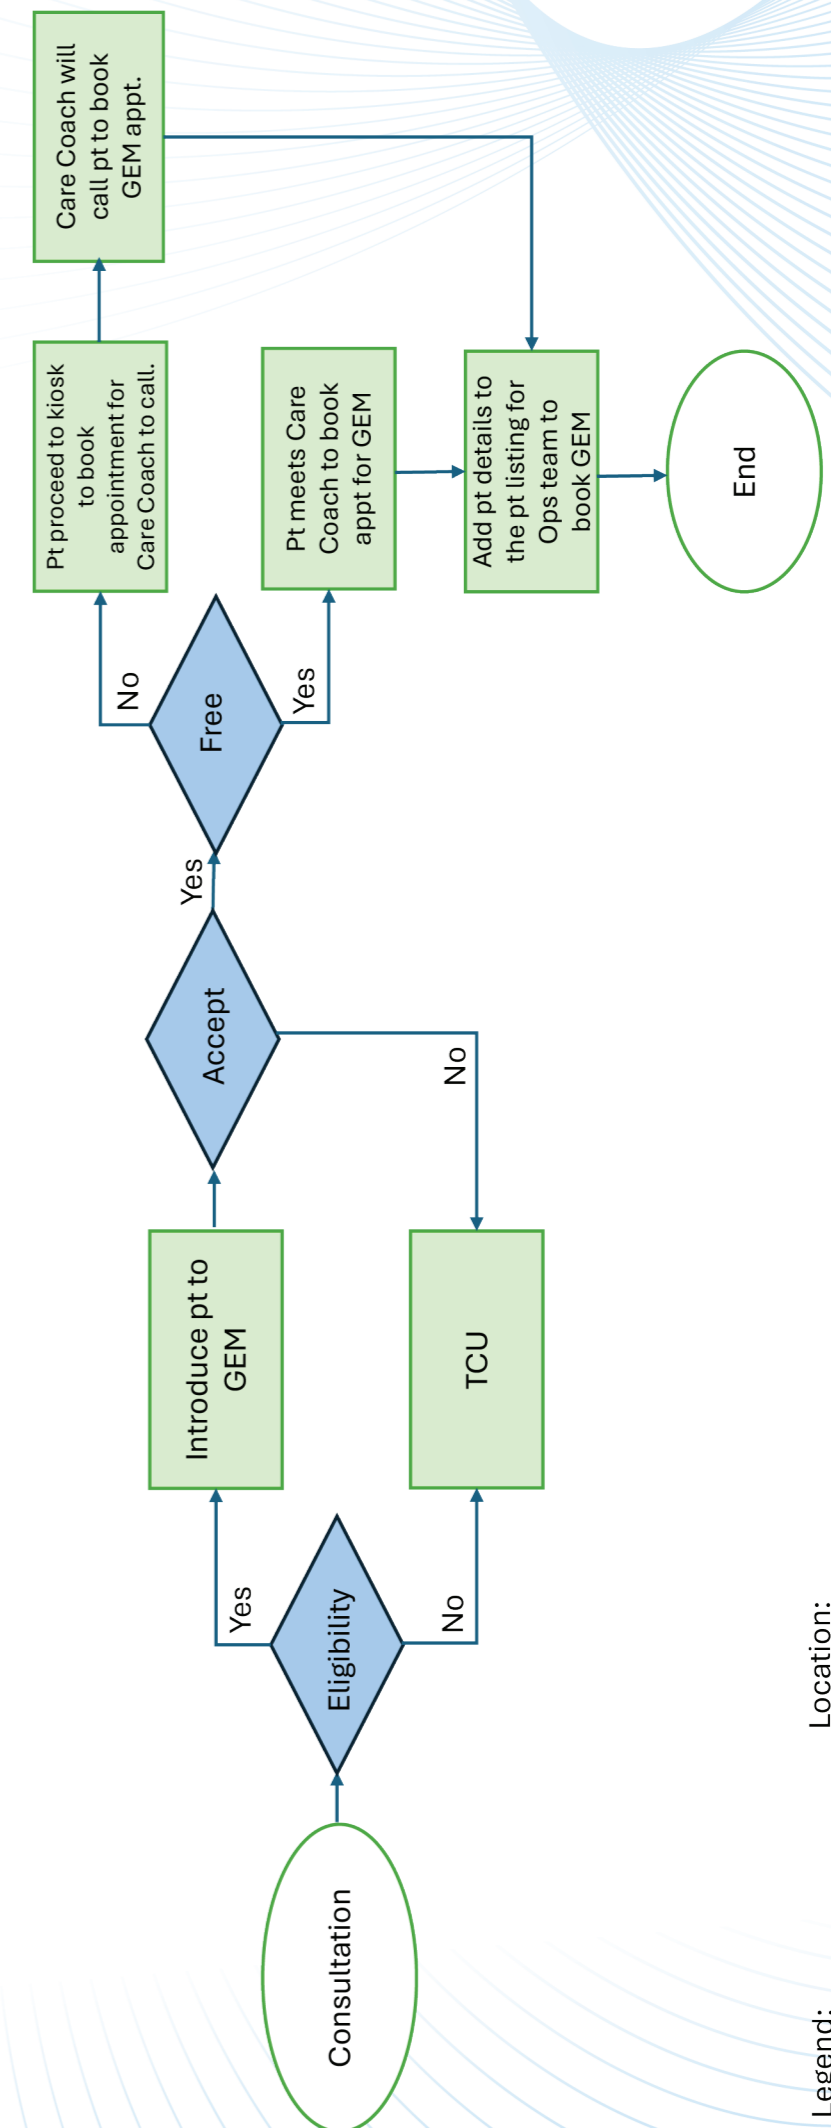 Consultation
Eligibility
Yes
No
Introduce pt to
GEM
TCU
Accept
No
Yes
Free
No
Yes
Pt proceed to kiosk
to book
appointment for
Care Coach to call.
Care Coach will
call pt to book
GEM appt.
Pt meets Care
Coach to book
appt for GEM
Add pt details to
the pt listing for
Ops team to
book GEM
End
Legend:
Location: